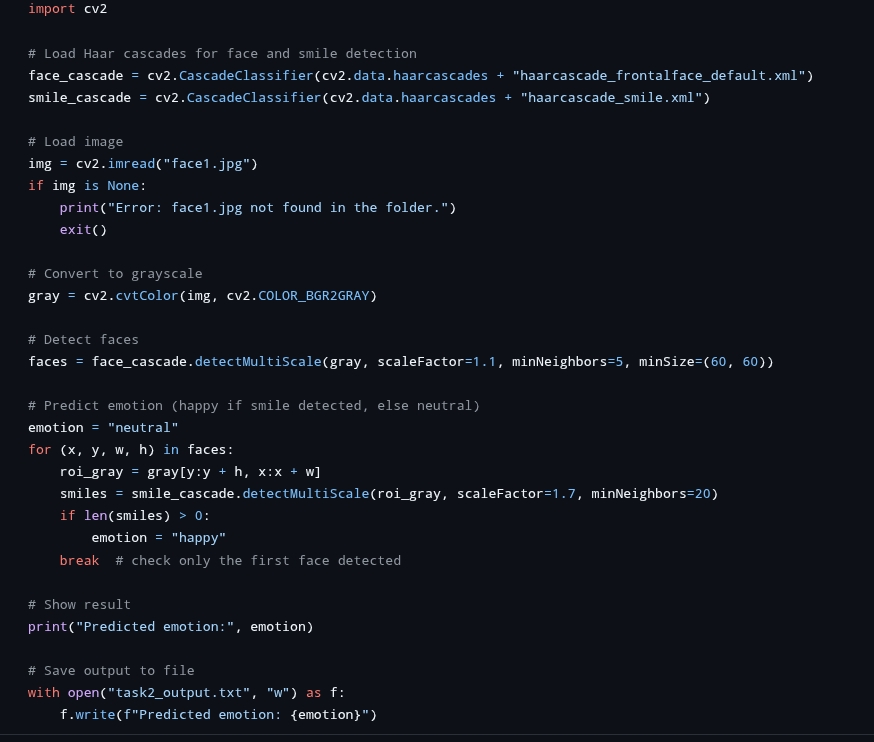 import cv2

# Load Haar cascades for face and smile detection
face_cascade = cv2.CascadeClassifier(cv2.data.haarcascades + "haarcascade_frontalface_default.xml")
smile_cascade = cv2.CascadeClassifier(cv2.data.haarcascades + "haarcascade_smile.xml")

# Load image
img = cv2.imread("face1.jpg")
if img is None:
    print("Error: face1.jpg not found in the folder.")
    exit()

# Convert to grayscale
gray = cv2.cvtColor(img, cv2.COLOR_BGR2GRAY)

# Detect faces
faces = face_cascade.detectMultiScale(gray, scaleFactor=1.1, minNeighbors=5, minSize=(60, 60))

# Predict emotion (happy if smile detected, else neutral)
emotion = "neutral"
for (x, y, w, h) in faces:
    roi_gray = gray[y:y + h, x:x + w]
    smiles = smile_cascade.detectMultiScale(roi_gray, scaleFactor=1.7, minNeighbors=20)
    if len(smiles) > 0:
        emotion = "happy"
    break  # check only the first face detected

# Show result
print("Predicted emotion:", emotion)

# Save output to file
with open("task2_output.txt", "w") as f:
    f.write(f"Predicted emotion: {emotion}")